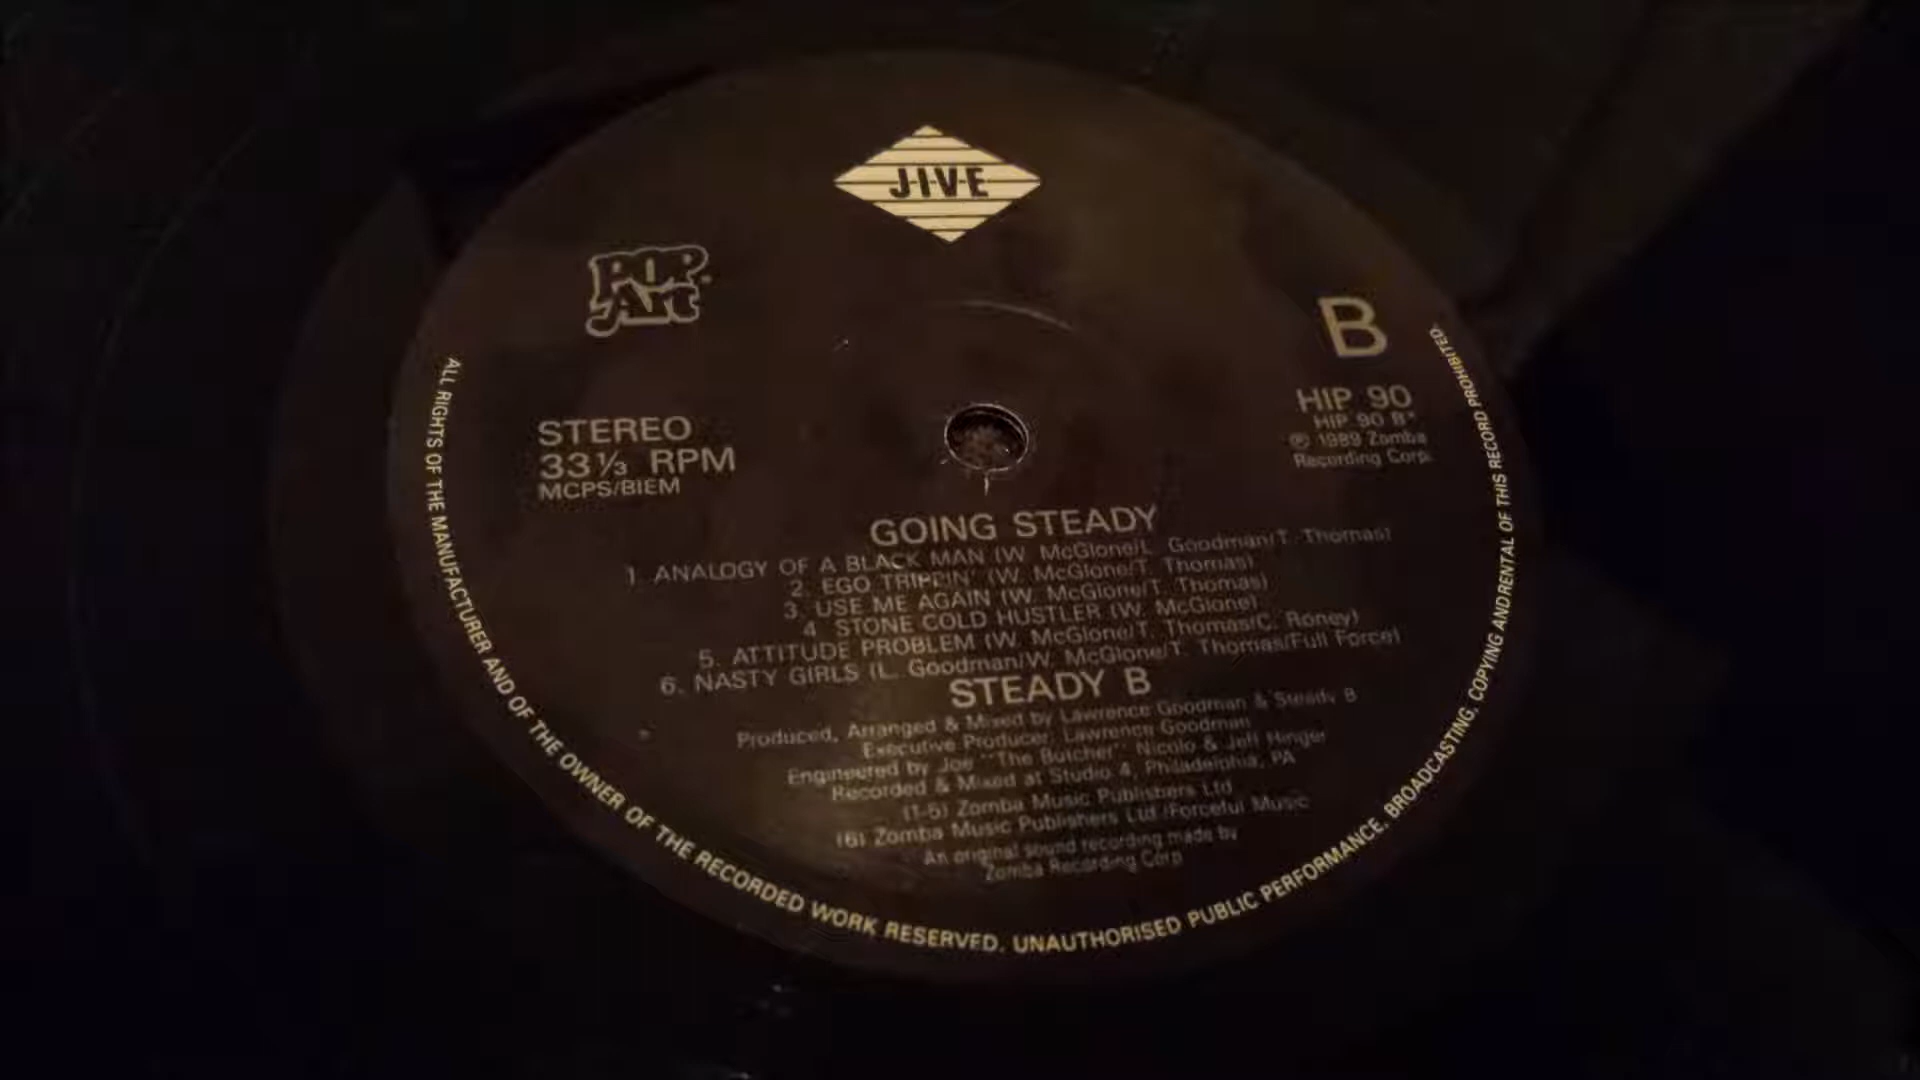 J·I·V·E
POP
Art
B
HIP 90
HIP 90 B*
℗ 1989 Zomba
Recording Corp.
STEREO
33⅓ RPM
MCPS/BIEM
GOING STEADY
1. ANALOGY OF A BLACK MAN (W. McGlone/L. Goodman/T. Thomas)
2. EGO TRIPPIN' (W. McGlone/T. Thomas)
3. USE ME AGAIN (W. McGlone/T. Thomas)
4. STONE COLD HUSTLER (W. McGlone)
5. ATTITUDE PROBLEM (W. McGlone/T. Thomas/C. Roney)
6. NASTY GIRLS (L. Goodman/W. McGlone/T. Thomas/Full Force)
STEADY B
Produced, Arranged & Mixed by Lawrence Goodman & Steady B
Executive Producer: Lawrence Goodman
Engineered by Joe "The Butcher" Nicolo & Jeff Hinger
Recorded & Mixed at Studio 4, Philadelphia, PA
(1-5) Zomba Music Publishers Ltd
(6) Zomba Music Publishers Ltd./Forceful Music
An original sound recording made by
Zomba Recording Corp
ALL RIGHTS OF THE MANUFACTURER AND OF THE OWNER OF THE RECORDED WORK RESERVED. UNAUTHORISED PUBLIC PERFORMANCE, BROADCASTING, COPYING AND RENTAL OF THIS RECORD PROHIBITED